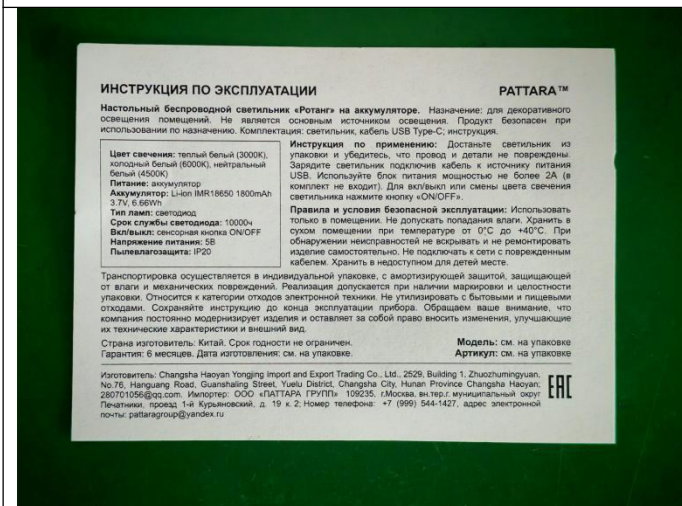 ИНСТРУКЦИЯ ПО ЭКСПЛУАТАЦИИ PATTARA™
Настольный беспроводной светильник «Ротанг» на аккумуляторе. Назначение: для декоративного
освещения помещений. Не является основным источником освещения. Продукт безопасен при
использовании по назначению. Комплектация: светильник, кабель USB Type-C; инструкция.
Цвет свечения: теплый белый (3000K),
холодный белый (6000K), нейтральный
белый (4500K)
Питание: аккумулятор
Аккумулятор: Li-ion IMR18650 1800mAh
3.7V, 6.66Wh
Тип ламп: светодиод
Срок службы светодиода: 10000ч
Вкл/выкл: сенсорная кнопка ON/OFF
Напряжение питания: 5В
Пылевлагозащита: IP20
Инструкция по применению: Достаньте светильник из
упаковки и убедитесь, что провод и детали не повреждены.
Зарядите светильник подключив кабель к источнику питания
USB. Используйте блок питания мощностью не более 2А (в
комплект не входит). Для вкл/выкл или смены цвета свечения
светильника нажмите кнопку «ON/OFF».
Правила и условия безопасной эксплуатации: Использовать
только в помещении. Не допускать попадания влаги. Хранить в
сухом помещении при температуре от 0°С до +40°С. При
обнаружении неисправностей не вскрывать и не ремонтировать
изделие самостоятельно. Не подключать к сети с поврежденным
кабелем. Хранить в недоступном для детей месте.
Транспортировка осуществляется в индивидуальной упаковке, с амортизирующей защитой, защищающей
от влаги и механических повреждений. Реализация допускается при наличии маркировки и целостности
упаковки. Относится к категории отходов электронной техники. Не утилизировать с бытовыми и пищевыми
отходами. Сохраняйте инструкцию до конца эксплуатации прибора. Обращаем ваше внимание, что
компания постоянно модернизирует изделия и оставляет за собой право вносить изменения, улучшающие
их технические характеристики и внешний вид.
Страна изготовитель: Китай. Срок годности не ограничен. Модель: см. на упаковке
Гарантия: 6 месяцев. Дата изготовления: см. на упаковке. Артикул: см. на упаковке
Изготовитель: Changsha Haoyan Yongjing Import and Export Trading Co., Ltd., 2529, Building 1, Zhuozhumingyuan,
No.76, Hanguang Road, Guanshaling Street, Yuelu District, Changsha City, Hunan Province Changsha Haoyan;
280701056@qq.com. Импортер: ООО «ПАТТАРА ГРУПП» 109235, г.Москва, вн.тер.г. муниципальный округ
Печатники, проезд 1-й Курьяновский, д. 19 к. 2; Номер телефона: +7 (999) 544-1427, адрес электронной
почты: pattaragroup@yandex.ru
EAC